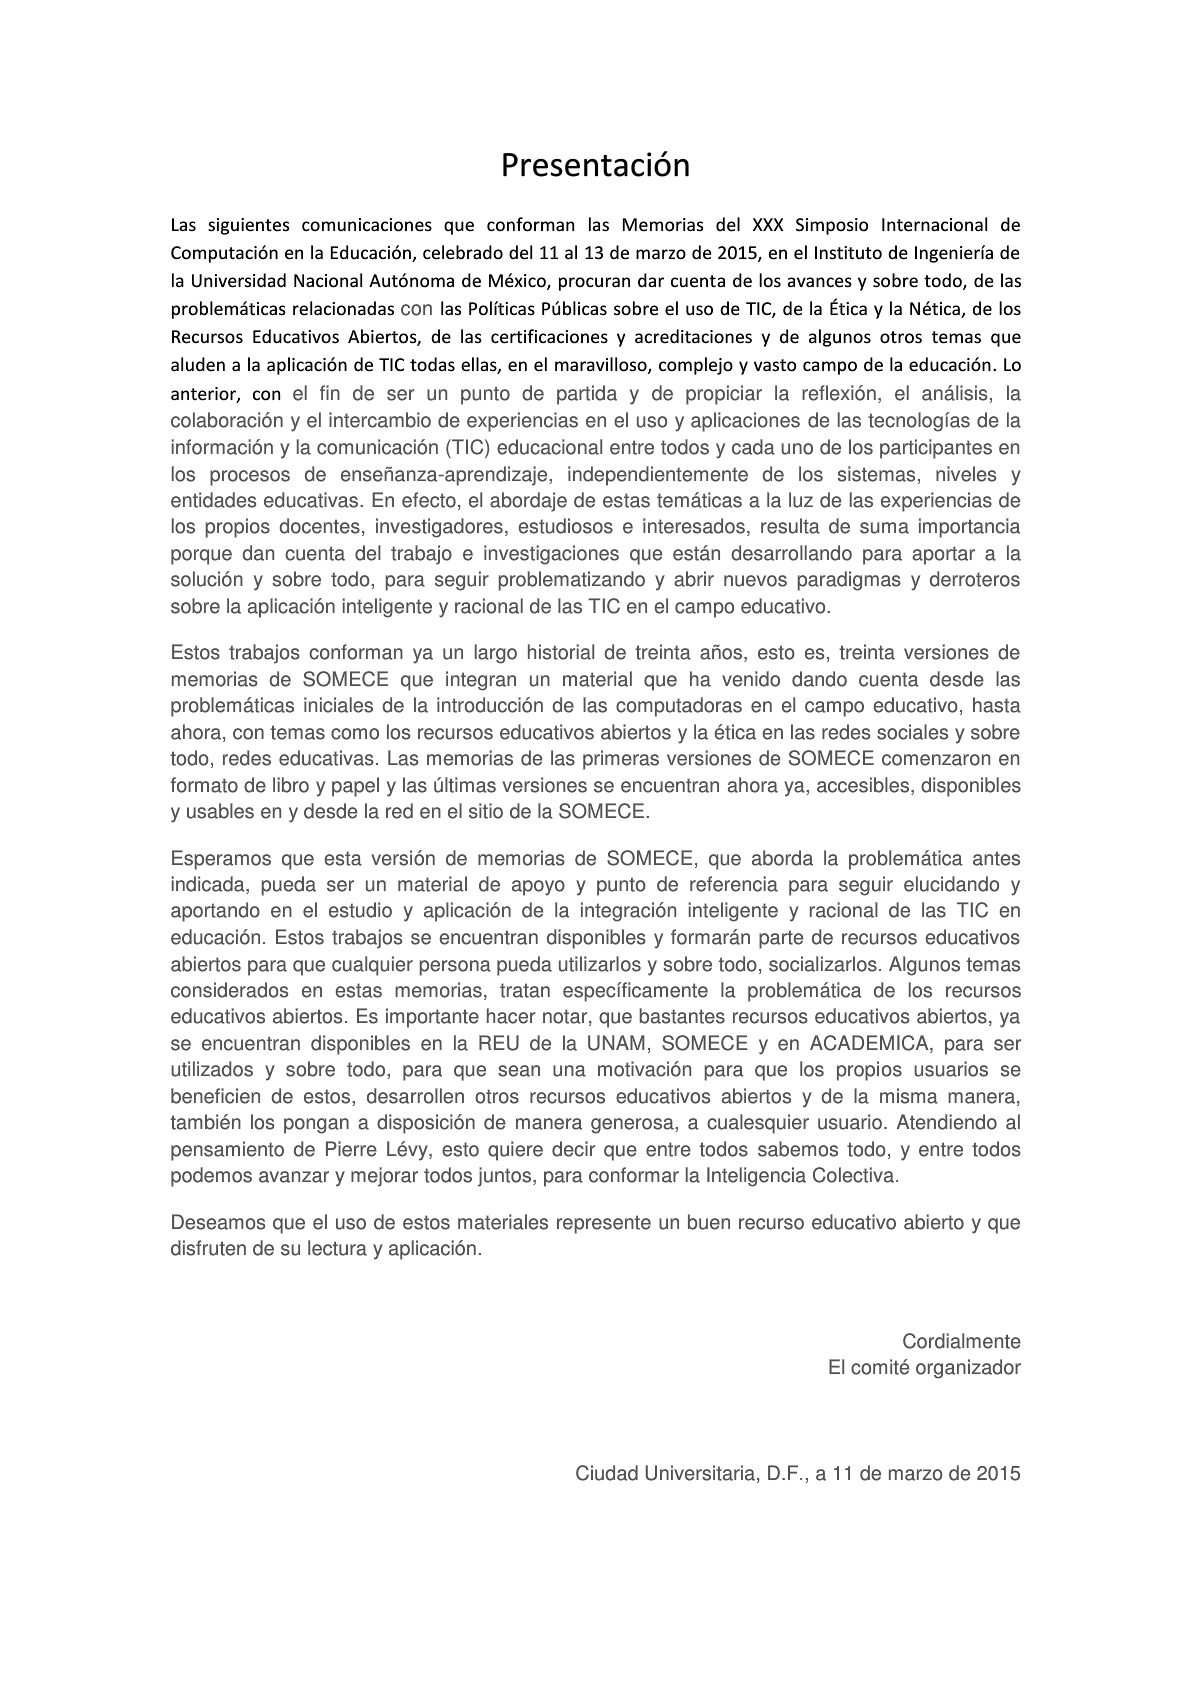 Presentación
Las siguientes comunicaciones que conforman las Memorias del XXX Simposio Internacional de
Computación en la Educación, celebrado del 11 al 13 de marzo de 2015, en el Instituto de Ingeniería de
la Universidad Nacional Autónoma de México, procuran dar cuenta de los avances y sobre todo, de las
problemáticas relacionadas con las Políticas Públicas sobre el uso de TIC, de la Ética y la Nética, de los
Recursos Educativos Abiertos, de las certificaciones y acreditaciones y de algunos otros temas que
aluden a la aplicación de TIC todas ellas, en el maravilloso, complejo y vasto campo de la educación. Lo
anterior, con el fin de ser un punto de partida y de propiciar la reflexión, el análisis, la
colaboración y el intercambio de experiencias en el uso y aplicaciones de las tecnologías de la
información y la comunicación (TIC) educacional entre todos y cada uno de los participantes en
los procesos de enseñanza-aprendizaje, independientemente de los sistemas, niveles y
entidades educativas. En efecto, el abordaje de estas temáticas a la luz de las experiencias de
los propios docentes, investigadores, estudiosos e interesados, resulta de suma importancia
porque dan cuenta del trabajo e investigaciones que están desarrollando para aportar a la
solución y sobre todo, para seguir problematizando y abrir nuevos paradigmas y derroteros
sobre la aplicación inteligente y racional de las TIC en el campo educativo.
Estos trabajos conforman ya un largo historial de treinta años, esto es, treinta versiones de
memorias de SOMECE que integran un material que ha venido dando cuenta desde las
problemáticas iniciales de la introducción de las computadoras en el campo educativo, hasta
ahora, con temas como los recursos educativos abiertos y la ética en las redes sociales y sobre
todo, redes educativas. Las memorias de las primeras versiones de SOMECE comenzaron en
formato de libro y papel y las últimas versiones se encuentran ahora ya, accesibles, disponibles
y usables en y desde la red en el sitio de la SOMECE.
Esperamos que esta versión de memorias de SOMECE, que aborda la problemática antes
indicada, pueda ser un material de apoyo y punto de referencia para seguir elucidando y
aportando en el estudio y aplicación de la integración inteligente y racional de las TIC en
educación. Estos trabajos se encuentran disponibles y formarán parte de recursos educativos
abiertos para que cualquier persona pueda utilizarlos y sobre todo, socializarlos. Algunos temas
considerados en estas memorias, tratan específicamente la problemática de los recursos
educativos abiertos. Es importante hacer notar, que bastantes recursos educativos abiertos, ya
se encuentran disponibles en la REU de la UNAM, SOMECE y en ACADEMICA, para ser
utilizados y sobre todo, para que sean una motivación para que los propios usuarios se
beneficien de estos, desarrollen otros recursos educativos abiertos y de la misma manera,
también los pongan a disposición de manera generosa, a cualesquier usuario. Atendiendo al
pensamiento de Pierre Lévy, esto quiere decir que entre todos sabemos todo, y entre todos
podemos avanzar y mejorar todos juntos, para conformar la Inteligencia Colectiva.
Deseamos que el uso de estos materiales represente un buen recurso educativo abierto y que
disfruten de su lectura y aplicación.
Cordialmente
El comité organizador
Ciudad Universitaria, D.F., a 11 de marzo de 2015